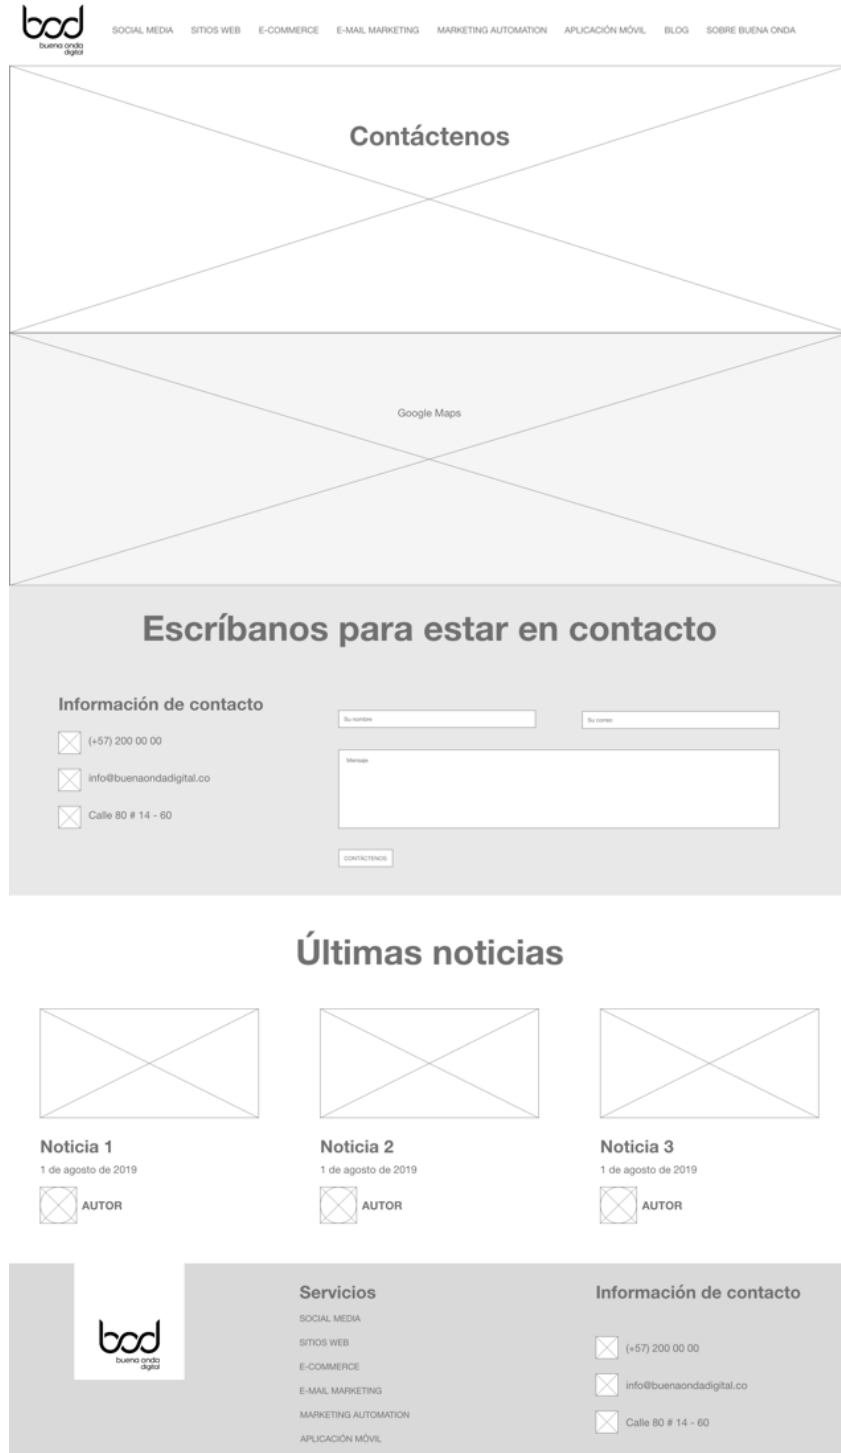 bod
buena onda
digital
SOCIAL MEDIA SITIOS WEB E-COMMERCE E-MAIL MARKETING MARKETING AUTOMATION APLICACIÓN MÓVIL BLOG SOBRE BUENA ONDA
Contáctenos
Google Maps
Escríbanos para estar en contacto
Información de contacto
(+57) 200 00 00
info@buenaondadigital.co
Calle 80 # 14 - 60
Su nombre
Su correo
Mensaje
CONTÁCTENOS
Últimas noticias
Noticia 1
1 de agosto de 2019
AUTOR
Noticia 2
1 de agosto de 2019
AUTOR
Noticia 3
1 de agosto de 2019
AUTOR
bod
buena onda
digital
Servicios
SOCIAL MEDIA
SITIOS WEB
E-COMMERCE
E-MAIL MARKETING
MARKETING AUTOMATION
APLICACIÓN MÓVIL
Información de contacto
(+57) 200 00 00
info@buenaondadigital.co
Calle 80 # 14 - 60